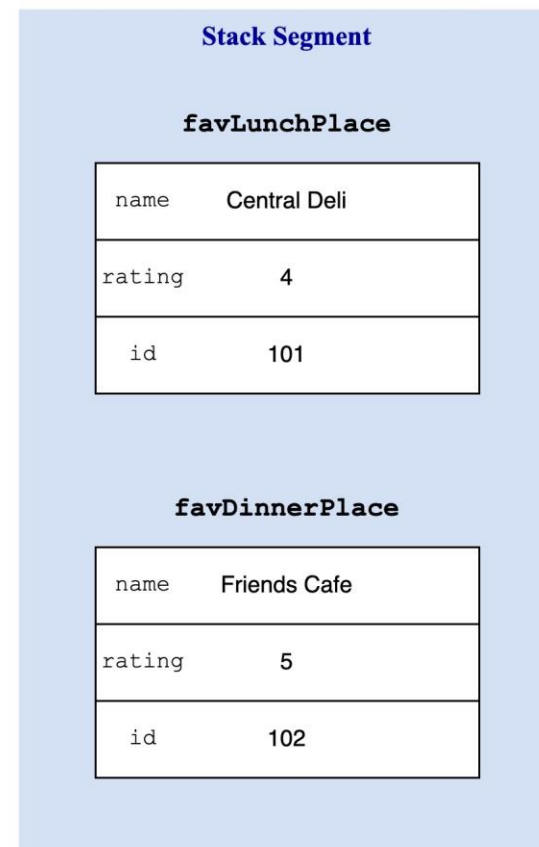 Stack Segment
favLunchPlace
name Central Deli
rating 4
id 101
favDinnerPlace
name Friends Cafe
rating 5
id 102